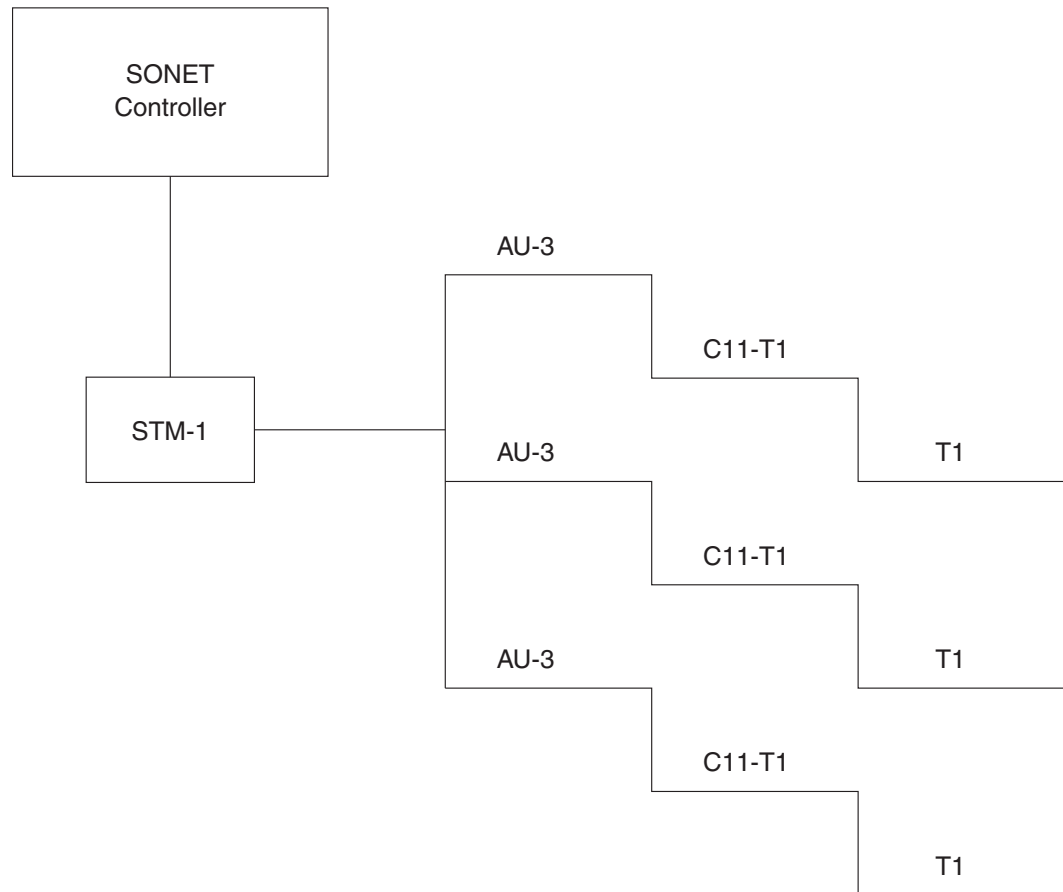 SONET
Controller
AU-3
C11-T1
STM-1
AU-3
T1
C11-T1
AU-3
T1
C11-T1
T1